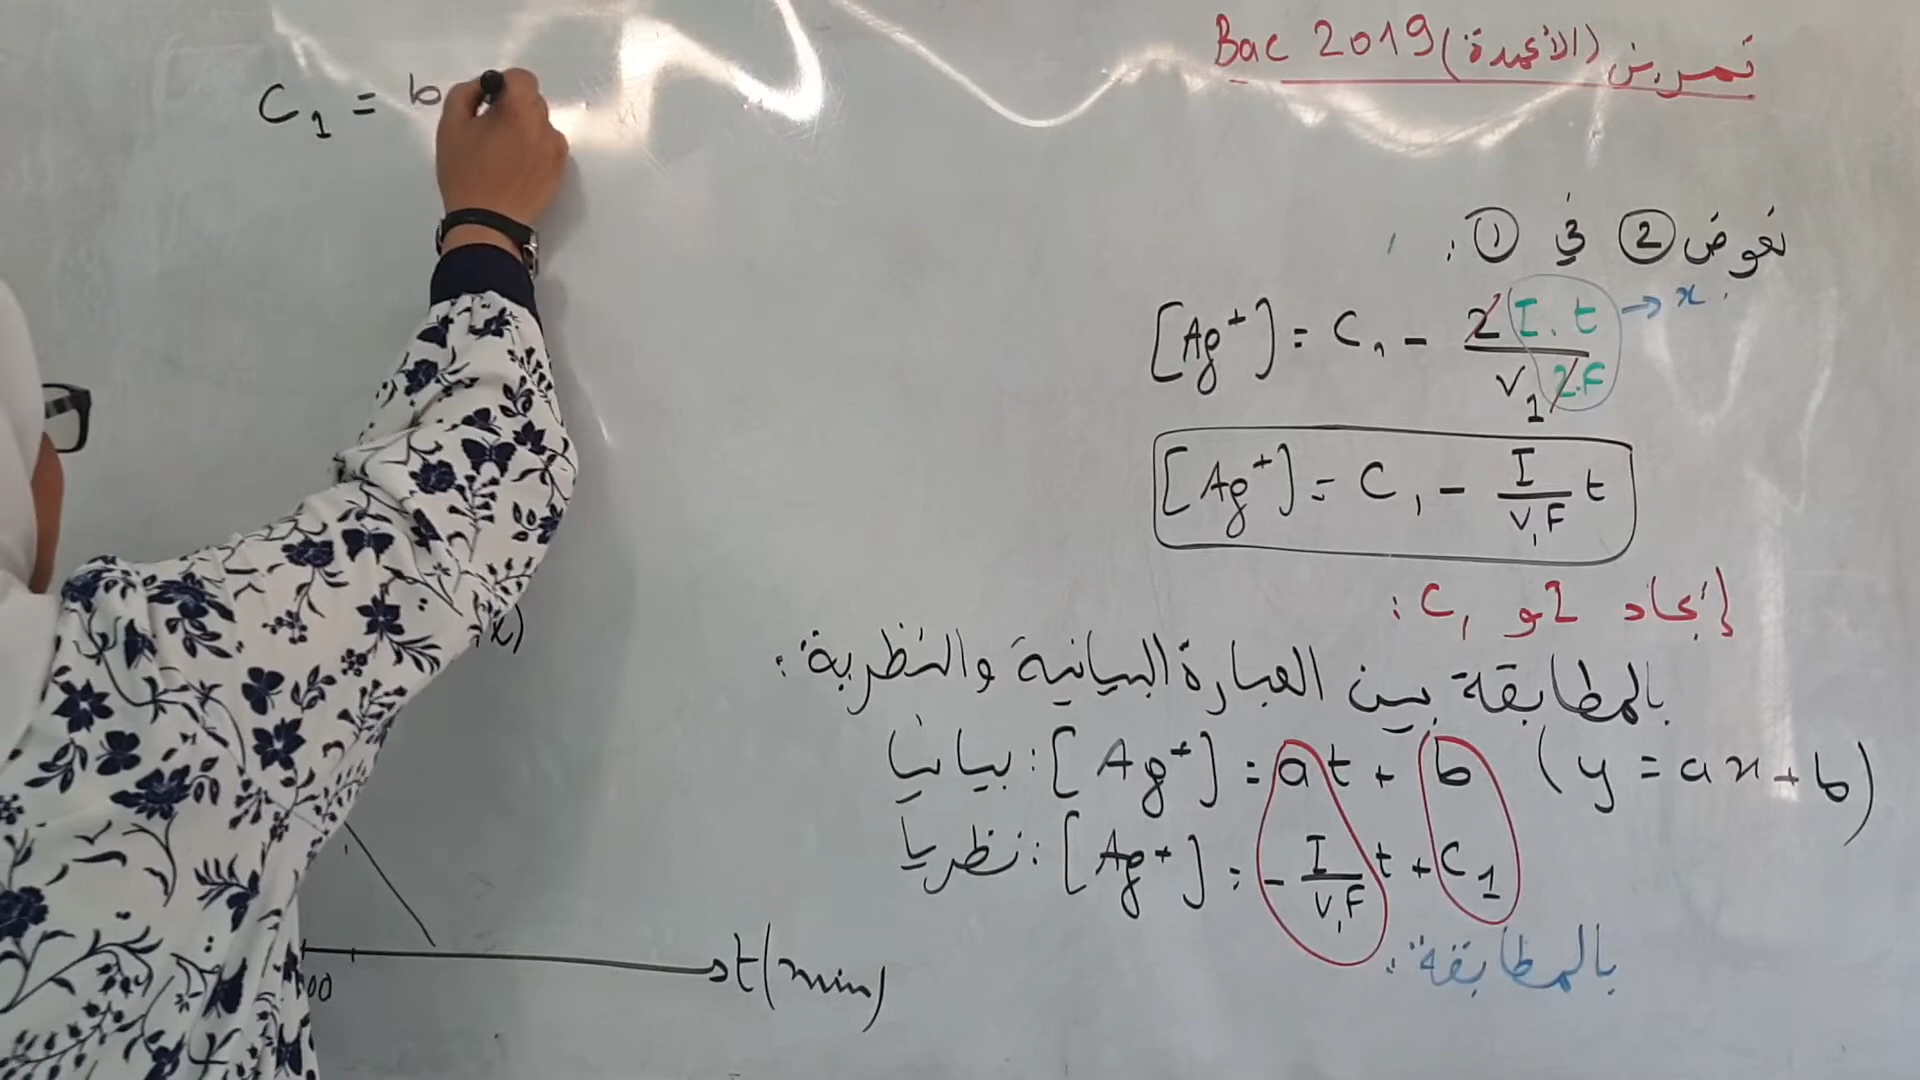 تمرين (الأعمدة) Bac 2019
C₁ = b
نعوض ② في ① :
[Ag⁺] = C₁ - 2 I . t / V₁ 2.F → x
[Ag⁺] = C₁ - I / V₁F t
إيجاد I و C₁ :
بالمطابقة بين العبارة البيانية والنظرية :
بيانيا : [Ag⁺] = at + b (y = ax + b)
نظريا : [Ag⁺] = - I / V₁F t + C₁
بالمطابقة :
t(min)